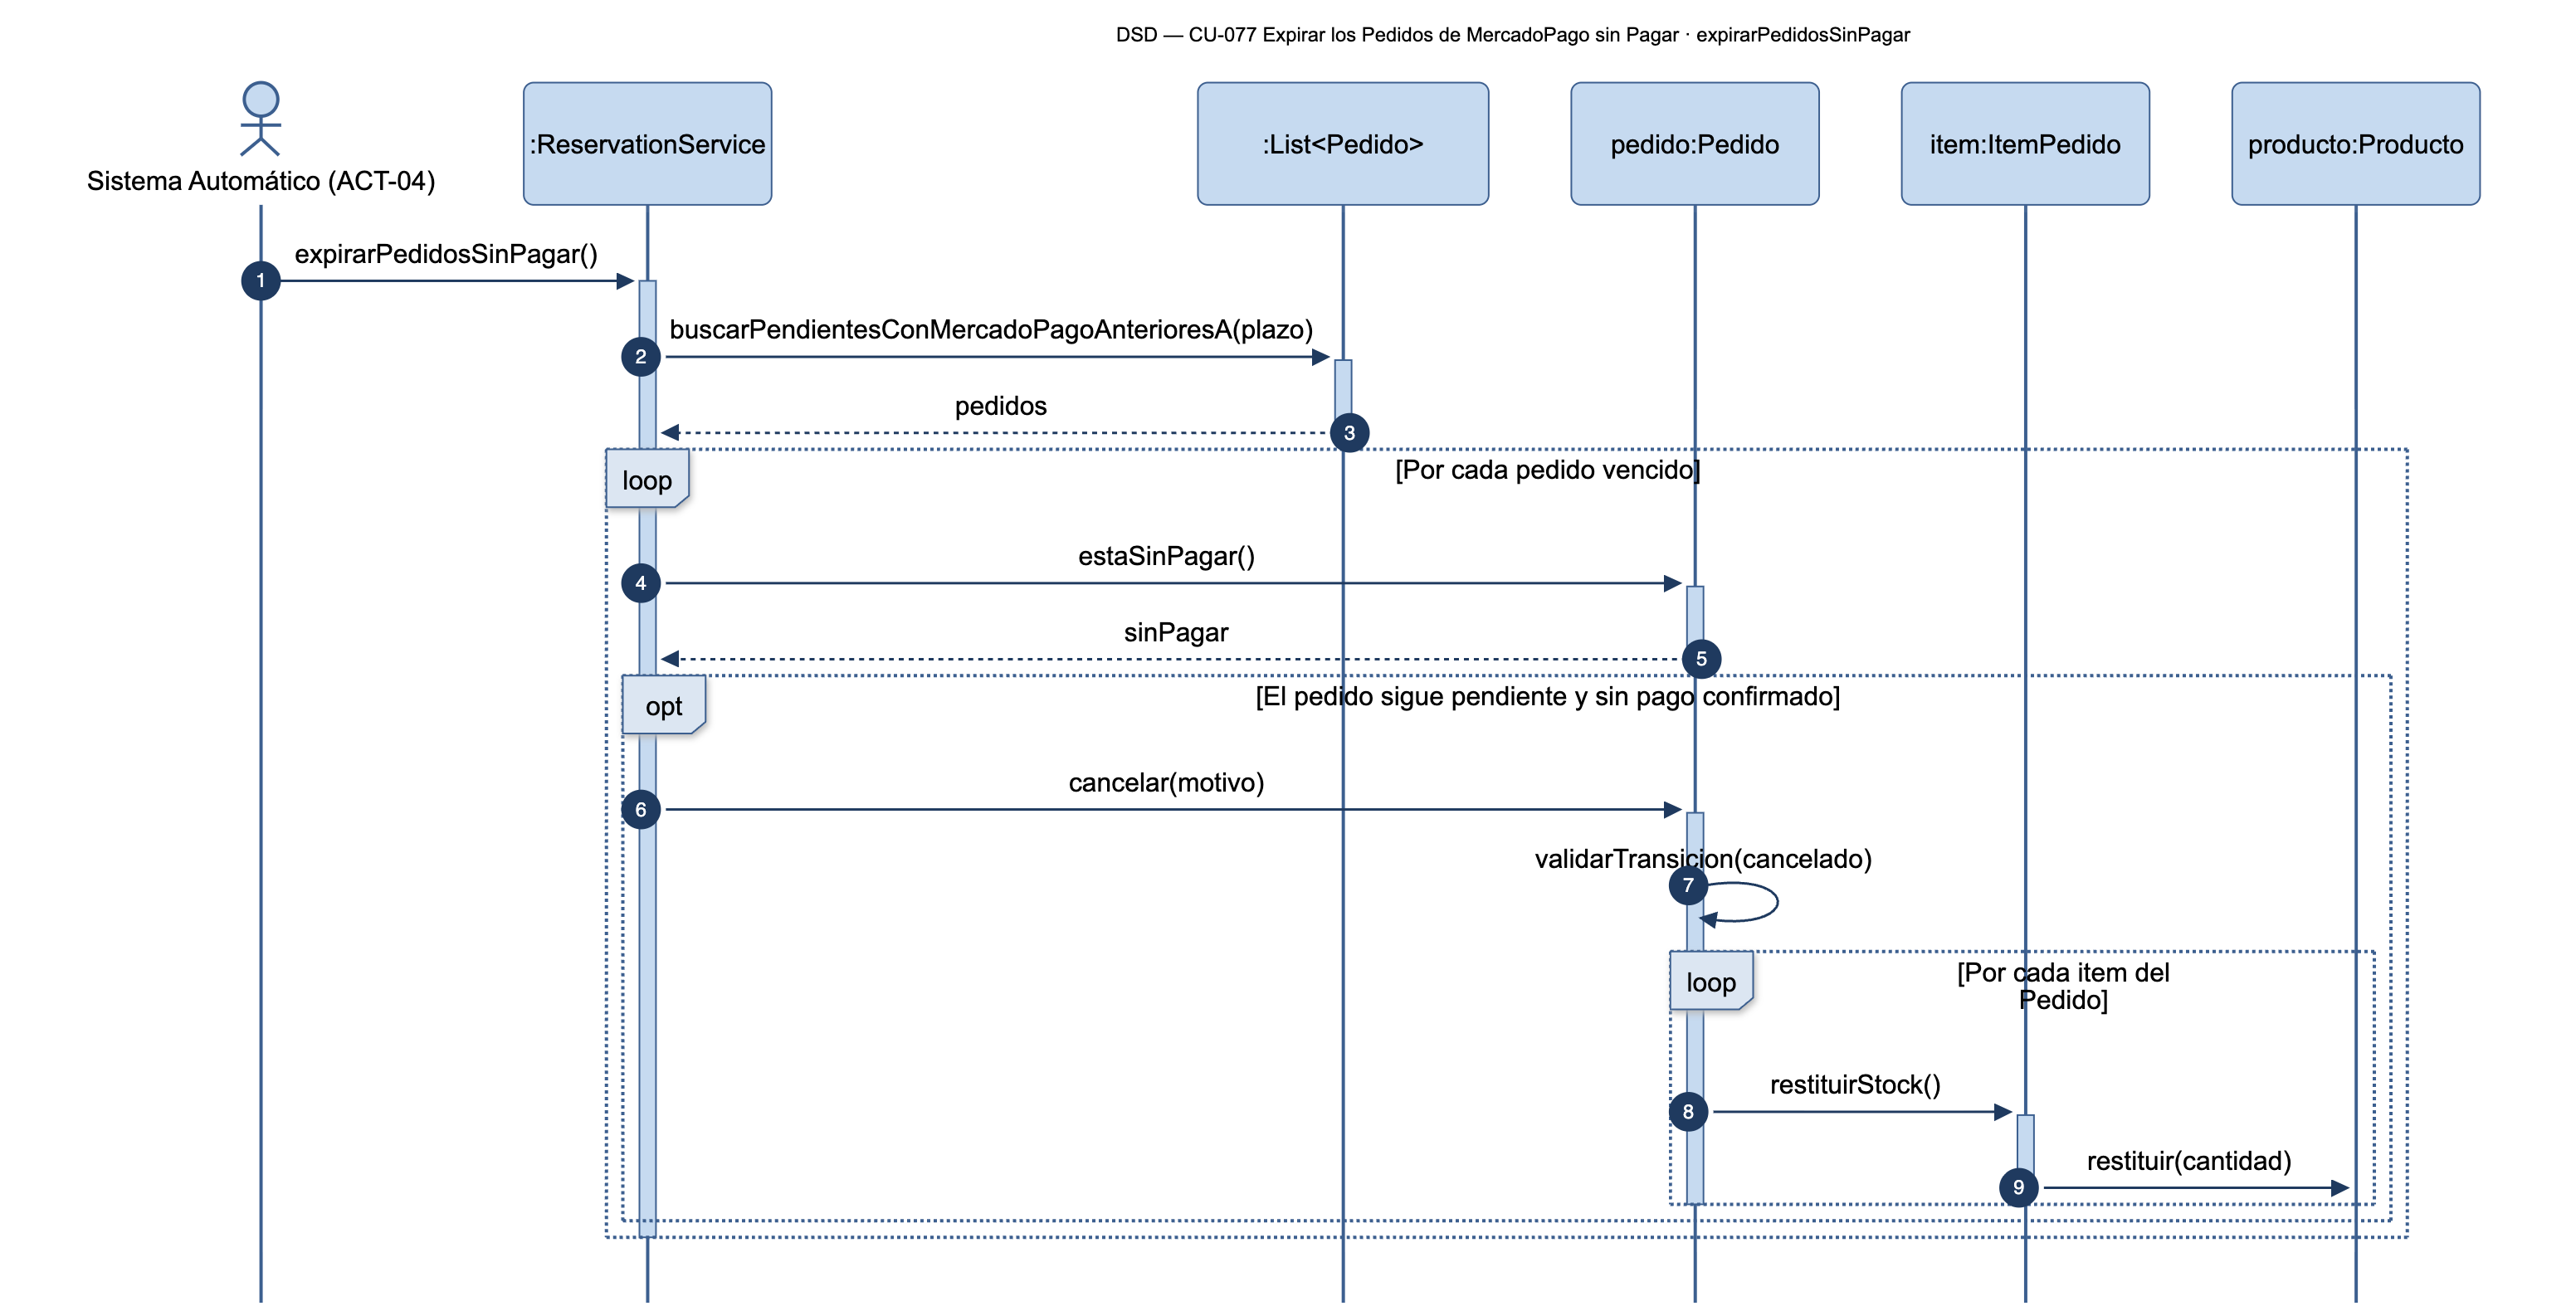 DSD — CU-077 Expirar los Pedidos de MercadoPago sin Pagar · expirarPedidosSinPagar
Sistema Automático (ACT-04)
:ReservationService
:List<Pedido>
pedido:Pedido
item:ItemPedido
producto:Producto
expirarPedidosSinPagar()
1
buscarPendientesConMercadoPagoAnterioresA(plazo)
2
pedidos
3
loop
[Por cada pedido vencido]
estaSinPagar()
4
sinPagar
5
opt
[El pedido sigue pendiente y sin pago confirmado]
cancelar(motivo)
6
validarTransicion(cancelado)
7
loop
[Por cada item del
Pedido]
restituirStock()
8
restituir(cantidad)
9